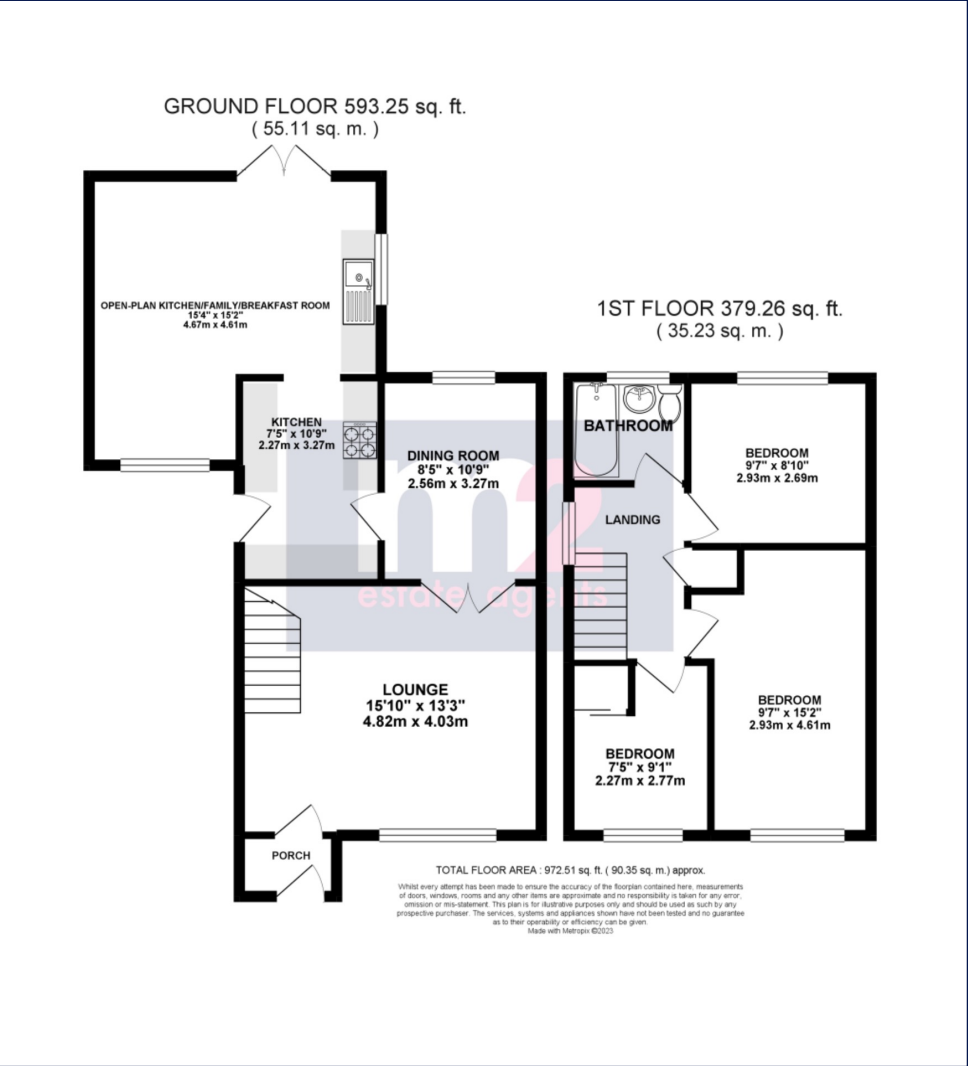 GROUND FLOOR 593.25 sq. ft.
( 55.11 sq. m. )
OPEN-PLAN KITCHEN/FAMILY/BREAKFAST ROOM
15'4" x 15'2"
4.67m x 4.61m
KITCHEN
7'5" x 10'9"
2.27m x 3.27m
DINING ROOM
8'5" x 10'9"
2.56m x 3.27m
LOUNGE
15'10" x 13'3"
4.82m x 4.03m
PORCH
1ST FLOOR 379.26 sq. ft.
( 35.23 sq. m. )
BATHROOM
BEDROOM
9'7" x 8'10"
2.93m x 2.69m
LANDING
BEDROOM
9'7" x 15'2"
2.93m x 4.61m
BEDROOM
7'5" x 9'1"
2.27m x 2.77m
m2
estate agents
TOTAL FLOOR AREA : 972.51 sq. ft. ( 90.35 sq. m.) approx.
Whilst every attempt has been made to ensure the accuracy of the floorplan contained here, measurements
of doors, windows, rooms and any other items are approximate and no responsibility is taken for any error,
omission or mis-statement. This plan is for illustrative purposes only and should be used as such by any
prospective purchaser. The services, systems and appliances shown have not been tested and no guarantee
as to their operability or efficiency can be given.
Made with Metropix ©2023